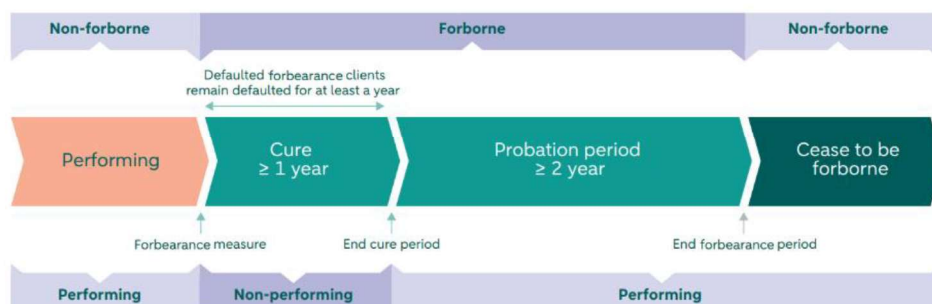 Non-forborne
Forborne
Non-forborne
Defaulted forbearance clients
remain defaulted for at least a year
Performing
Cure
≥ 1 year
Probation period
≥ 2 year
Cease to be
forborne
Forbearance measure
End cure period
End forbearance period
Performing
Non-performing
Performing